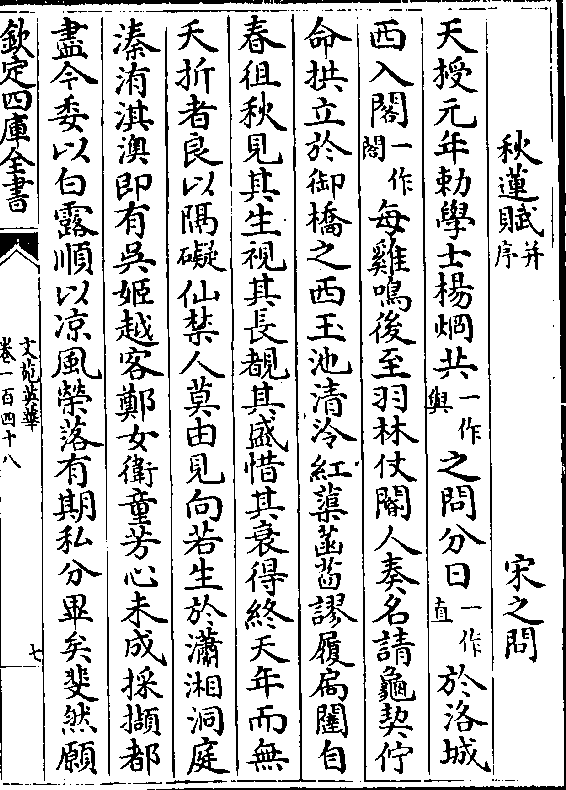 秋蓮賦并序 宋之問
天授元年勅學士楊烱共一作與之問分日一作直於洛城
西入閣一作閤每雞鳴後至羽林仗閽人奏名請龜契佇
命拱立於御橋之西玉池清泠紅蕖菡萏謬履扃闥自
春徂秋見其生視其長覩其盛惜其衰得終天年而無
夭折者良以隔礙仙禁人莫由見向若生於瀟湘洞庭
溱洧淇澳即有吳姬越客鄭女衛童芳心未成採擷都
盡今委以白露順以凉風榮落有期私分畢矣斐然願
欽定四庫全書
文苑英華
卷一百四十八
七